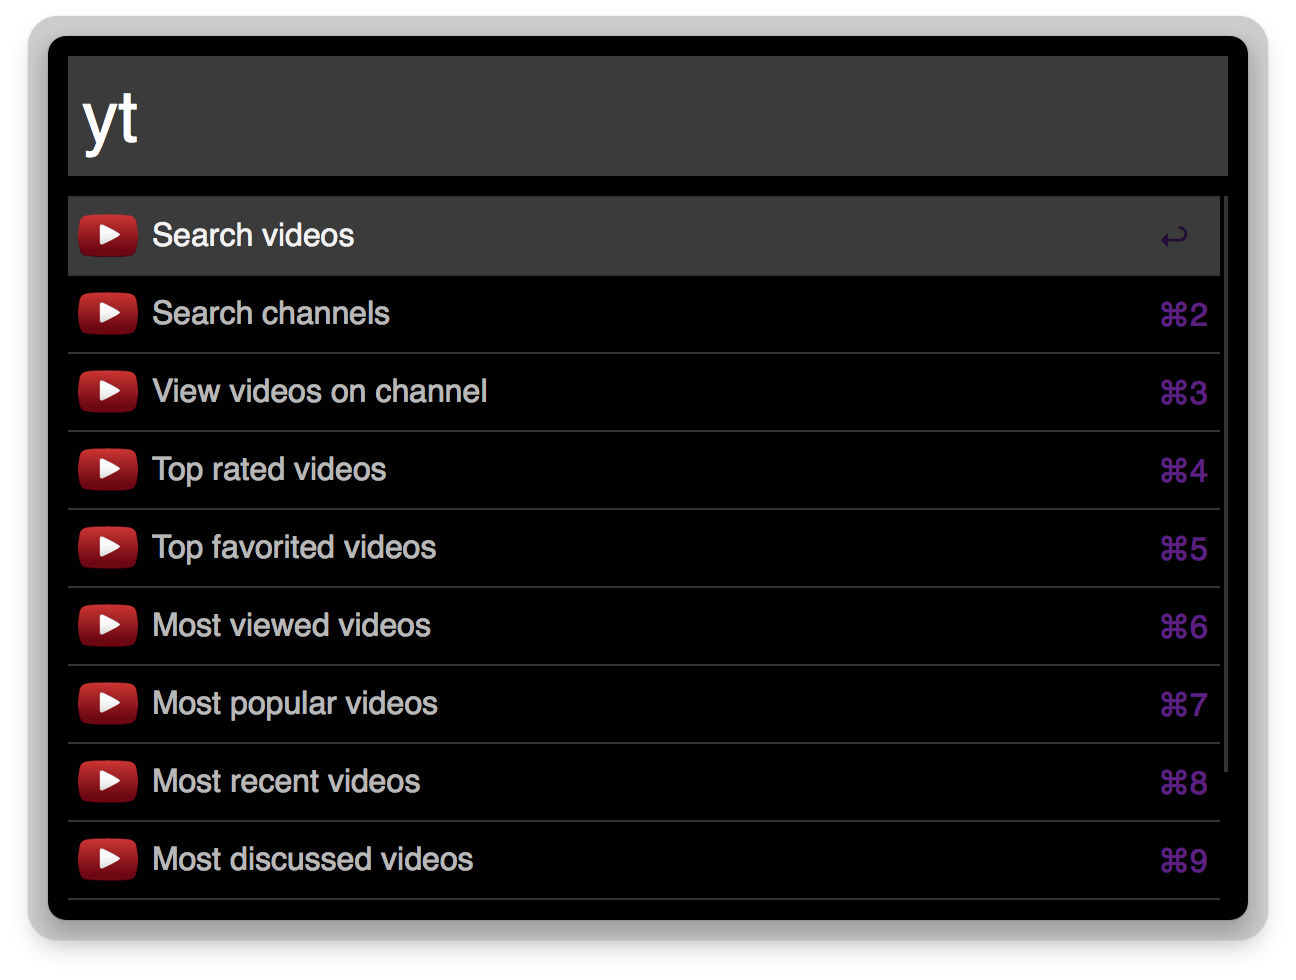 yt
Search videos ↩
Search channels ⌘2
View videos on channel ⌘3
Top rated videos ⌘4
Top favorited videos ⌘5
Most viewed videos ⌘6
Most popular videos ⌘7
Most recent videos ⌘8
Most discussed videos ⌘9